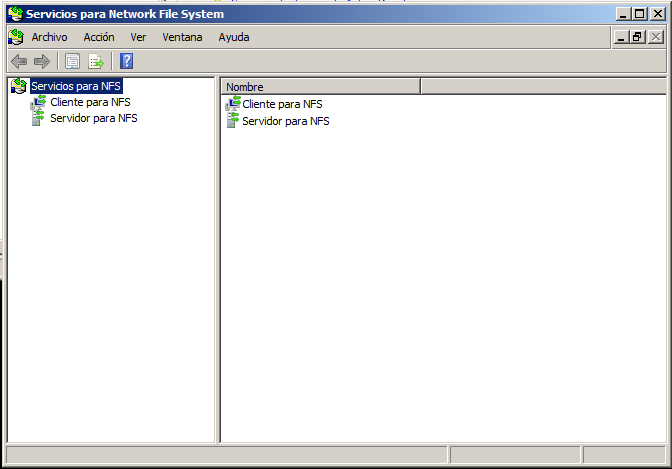 Servicios para Network File System
Archivo Acción Ver Ventana Ayuda
Servicios para NFS
Cliente para NFS
Servidor para NFS
Nombre
Cliente para NFS
Servidor para NFS